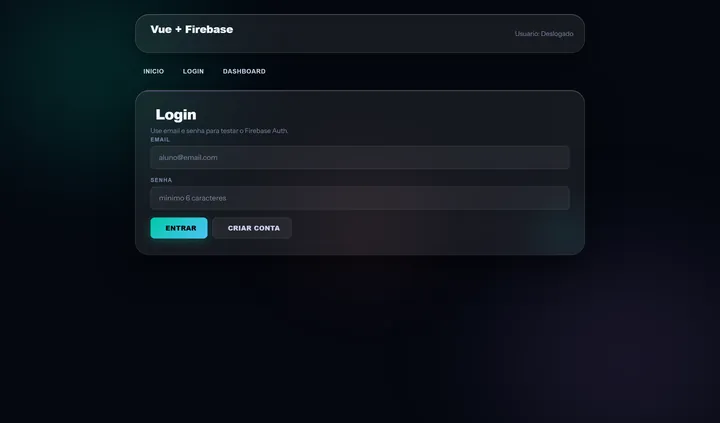 Vue + Firebase
Usuario: Deslogado
INICIO LOGIN DASHBOARD
Login
Use email e senha para testar o Firebase Auth.
EMAIL
aluno@email.com
SENHA
minimo 6 caracteres
ENTRAR CRIAR CONTA